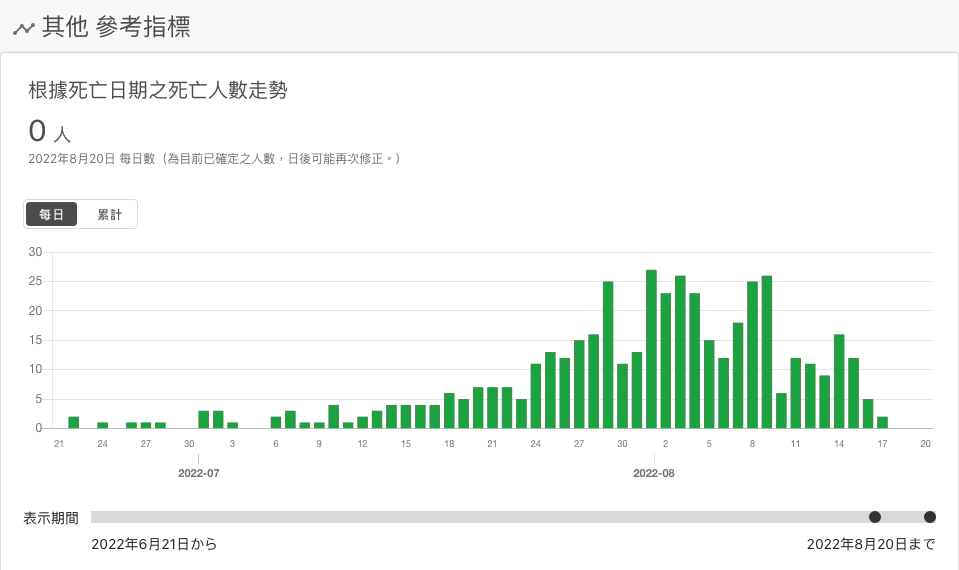 其他 參考指標
根據死亡日期之死亡人數走勢
0 人
2022年8月20日 每日數（為目前已確定之人數，日後可能再次修正。）
每日 累計
30
25
20
15
10
5
0
21 24 27 30 3 6 9 12 15 18 21 24 27 30 2 5 8 11 14 17 20
2022-07 2022-08
表示期間
2022年6月21日から 2022年8月20日まで